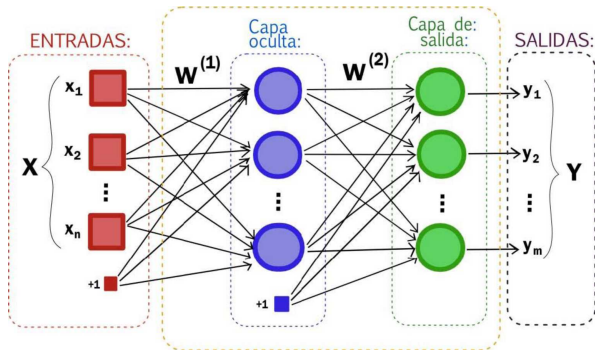 ENTRADAS:
Capa
oculta:
Capa de:
salida:
SALIDAS:
W(1)
W(2)
X
x1
x2
⋮
xn
+1
⋮
+1
⋮
y1
y2
⋮
ym
Y